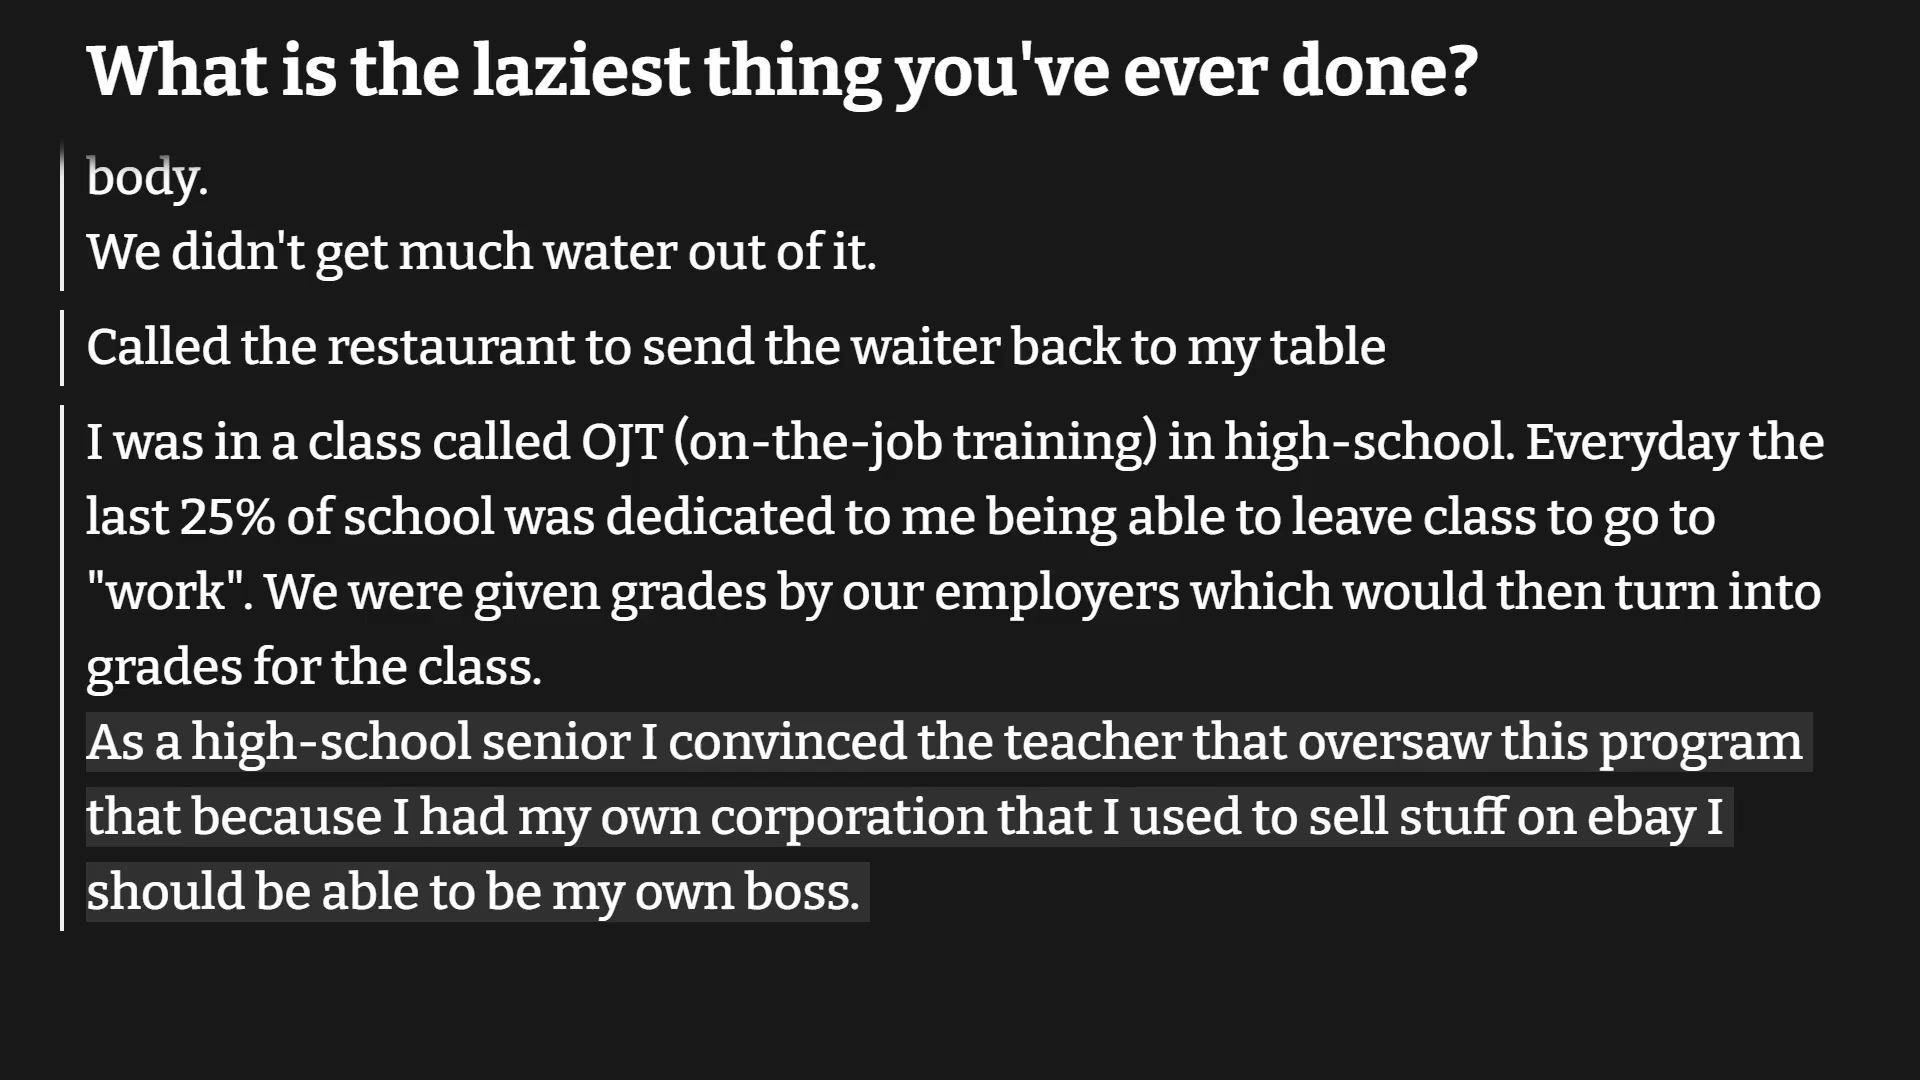 What is the laziest thing you've ever done?
body.
We didn't get much water out of it.
Called the restaurant to send the waiter back to my table
I was in a class called OJT (on-the-job training) in high-school. Everyday the
last 25% of school was dedicated to me being able to leave class to go to
"work". We were given grades by our employers which would then turn into
grades for the class.
As a high-school senior I convinced the teacher that oversaw this program
that because I had my own corporation that I used to sell stuff on ebay I
should be able to be my own boss.